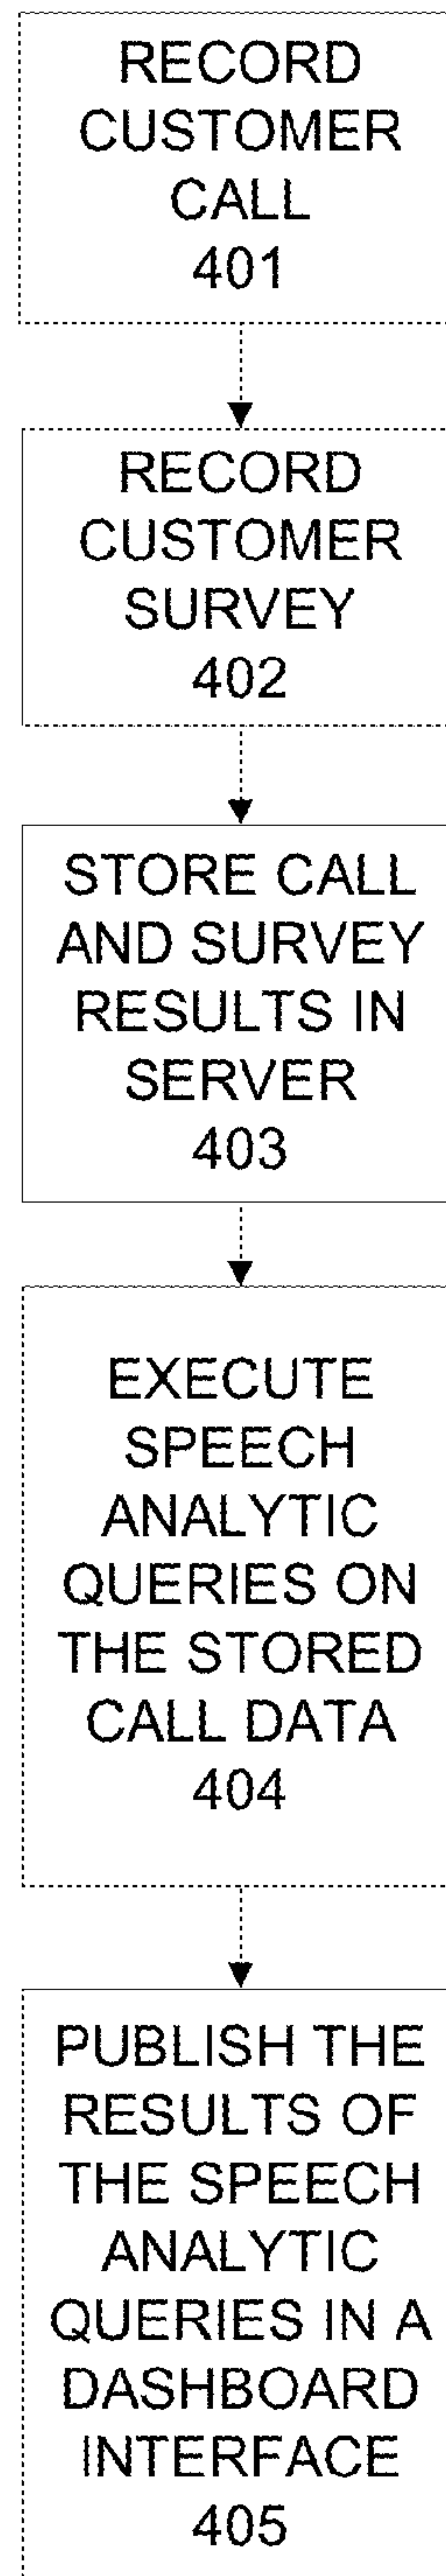 RECORD
CUSTOMER
CALL
401
RECORD
CUSTOMER
SURVEY
402
STORE CALL
AND SURVEY
RESULTS IN
SERVER
403
EXECUTE
SPEECH
ANALYTIC
QUERIES ON
THE STORED
CALL DATA
404
PUBLISH THE
RESULTS OF
THE SPEECH
ANALYTIC
QUERIES IN A
DASHBOARD
INTERFACE
405